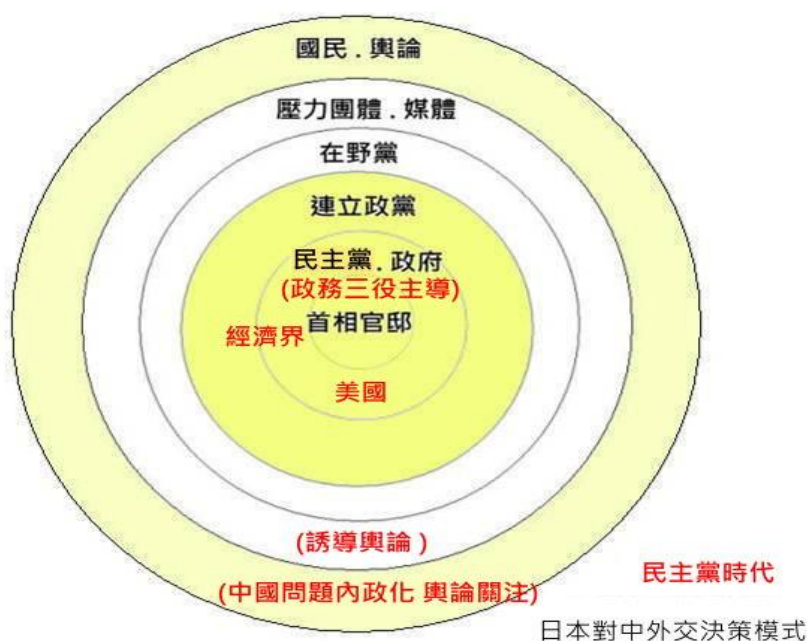 國民．輿論
壓力團體．媒體
在野黨
連立政黨
民主黨．政府
(政務三役主導)
首相官邸
經濟界
美國
(誘導輿論 )
(中國問題內政化 輿論關注)
民主黨時代
日本對中外交決策模式